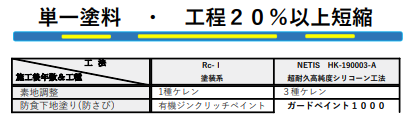 単一塗料　・　工程２０％以上短縮
工　法
施工後年数&工程
Rc-Ⅰ
塗装系
NETIS　HK-190003-A
超耐久高純度シリコーン工法
素地調整　1種ケレン　３種ケレン
防食下地塗り(防さび)　有機ジンクリッチペイント　ガードペイント１０００